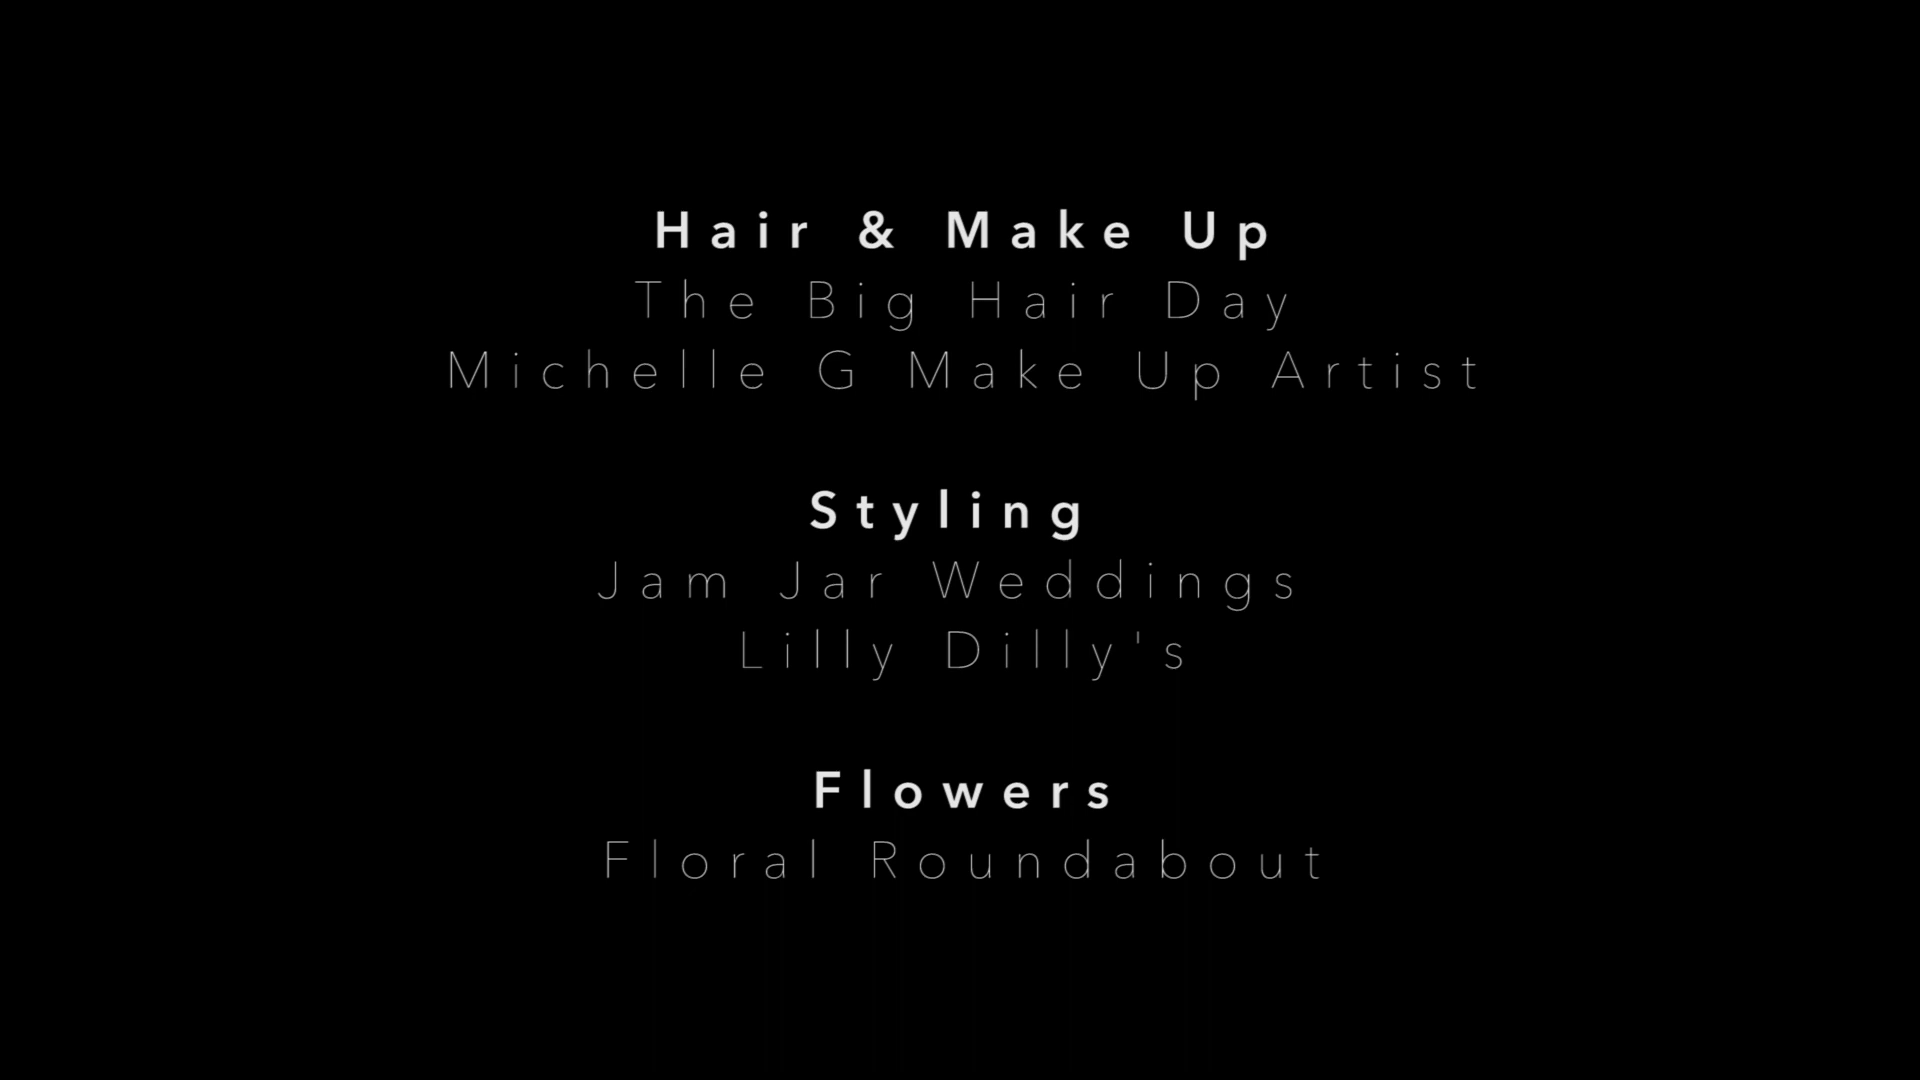 Hair & Make Up
The Big Hair Day
Michelle G Make Up Artist
Styling
Jam Jar Weddings
Lilly Dilly's
Flowers
Floral Roundabout